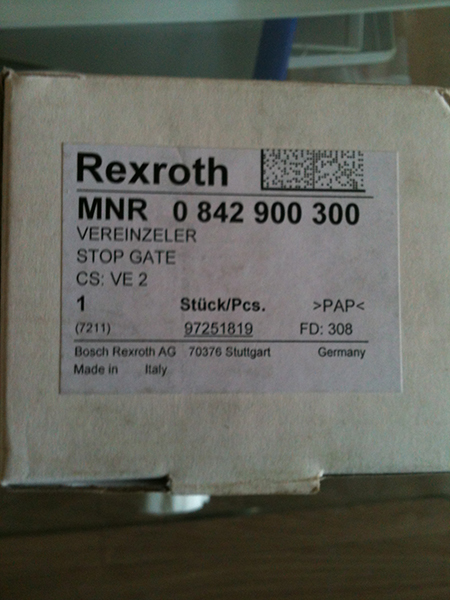 Rexroth
MNR 0 842 900 300
VEREINZELER
STOP GATE
CS: VE 2
1 Stück/Pcs. >PAP<
(7211) 97251819 FD: 308
Bosch Rexroth AG 70376 Stuttgart Germany
Made in Italy